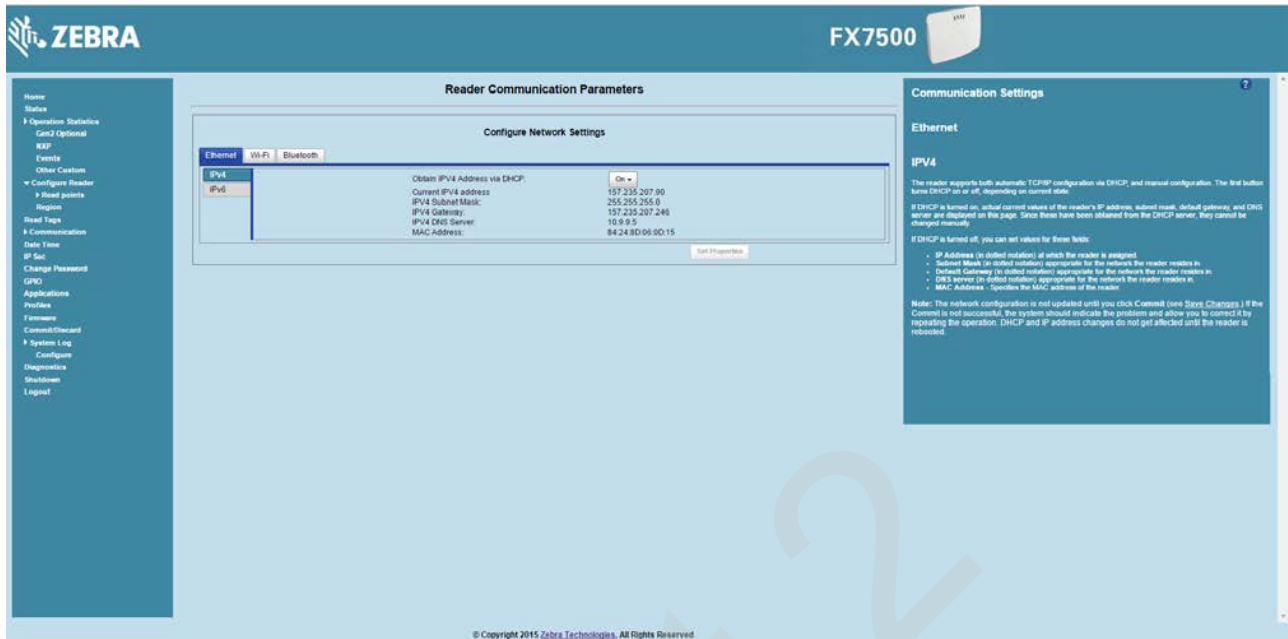 ZEBRA
FX7500
Home
Status
Operation Statistics
Gen2 Optional
NXP
Events
Other Custom
Configure Reader
Read points
Region
Read Tags
Communication
Date Time
IP Sec
Change Password
GPIO
Applications
Profiles
Firmware
Commit/Discard
System Log
Configure
Diagnostics
Shutdown
Logout
Reader Communication Parameters
Configure Network Settings
Ethernet Wi-Fi Bluetooth
IPv4
IPv6
Obtain IPV4 Address via DHCP: On
Current IPV4 address 157.235.207.90
IPV4 Subnet Mask: 255.255.255.0
IPV4 Gateway: 157.235.207.246
IPV4 DNS Server: 10.9.9.5
MAC Address: 84:24:8D:06:0D:15
Set Properties
?
Communication Settings
Ethernet
IPV4
The reader supports both automatic TCP/IP configuration via DHCP, and manual configuration. The first button
turns DHCP on or off, depending on current state.
If DHCP is turned on, actual current values of the reader's IP address, subnet mask, default gateway, and DNS
server are displayed on this page. Since these have been obtained from the DHCP server, they cannot be
changed manually.
If DHCP is turned off, you can set values for these fields:
• IP Address (in dotted notation) at which the reader is assigned.
• Subnet Mask (in dotted notation) appropriate for the network the reader resides in.
• Default Gateway (in dotted notation) appropriate for the network the reader resides in.
• DNS server (in dotted notation) appropriate for the network the reader resides in.
• MAC Address - Specifies the MAC address of the reader.
Note: The network configuration is not updated until you click Commit (see Save Changes.) If the
Commit is not successful, the system should indicate the problem and allow you to correct it by
repeating the operation. DHCP and IP address changes do not get affected until the reader is
rebooted.
© Copyright 2015 Zebra Technologies. All Rights Reserved